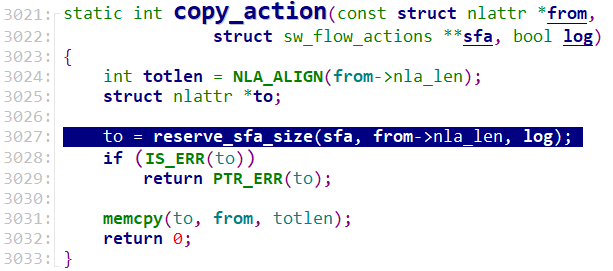 3021: static int copy_action(const struct nlattr *from,
3022:                 struct sw_flow_actions **sfa, bool log)
3023: {
3024:     int totlen = NLA_ALIGN(from->nla_len);
3025:     struct nlattr *to;
3026:
3027:     to = reserve_sfa_size(sfa, from->nla_len, log);
3028:     if (IS_ERR(to))
3029:         return PTR_ERR(to);
3030:
3031:     memcpy(to, from, totlen);
3032:     return 0;
3033: }